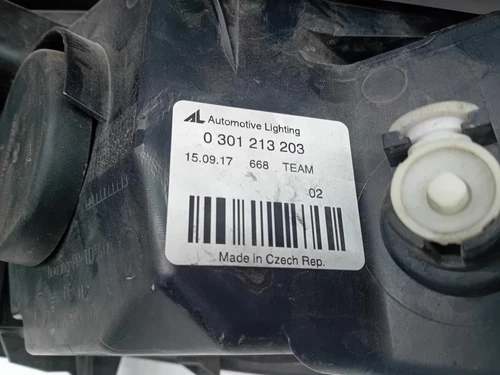 AL Automotive Lighting
0 301 213 203
15.09.17 668 TEAM
02
Made in Czech Rep.